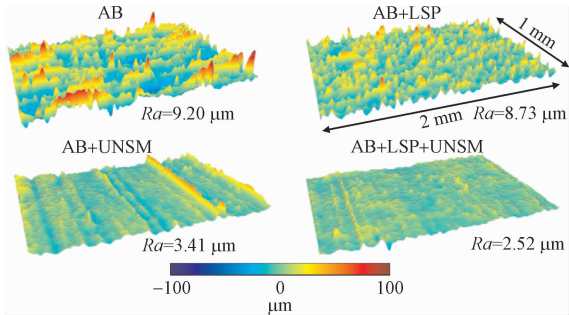 AB
AB+LSP
1 mm
Ra=9.20 μm
2 mm
Ra=8.73 μm
AB+UNSM
AB+LSP+UNSM
Ra=3.41 μm
Ra=2.52 μm
−100
0
100
μm